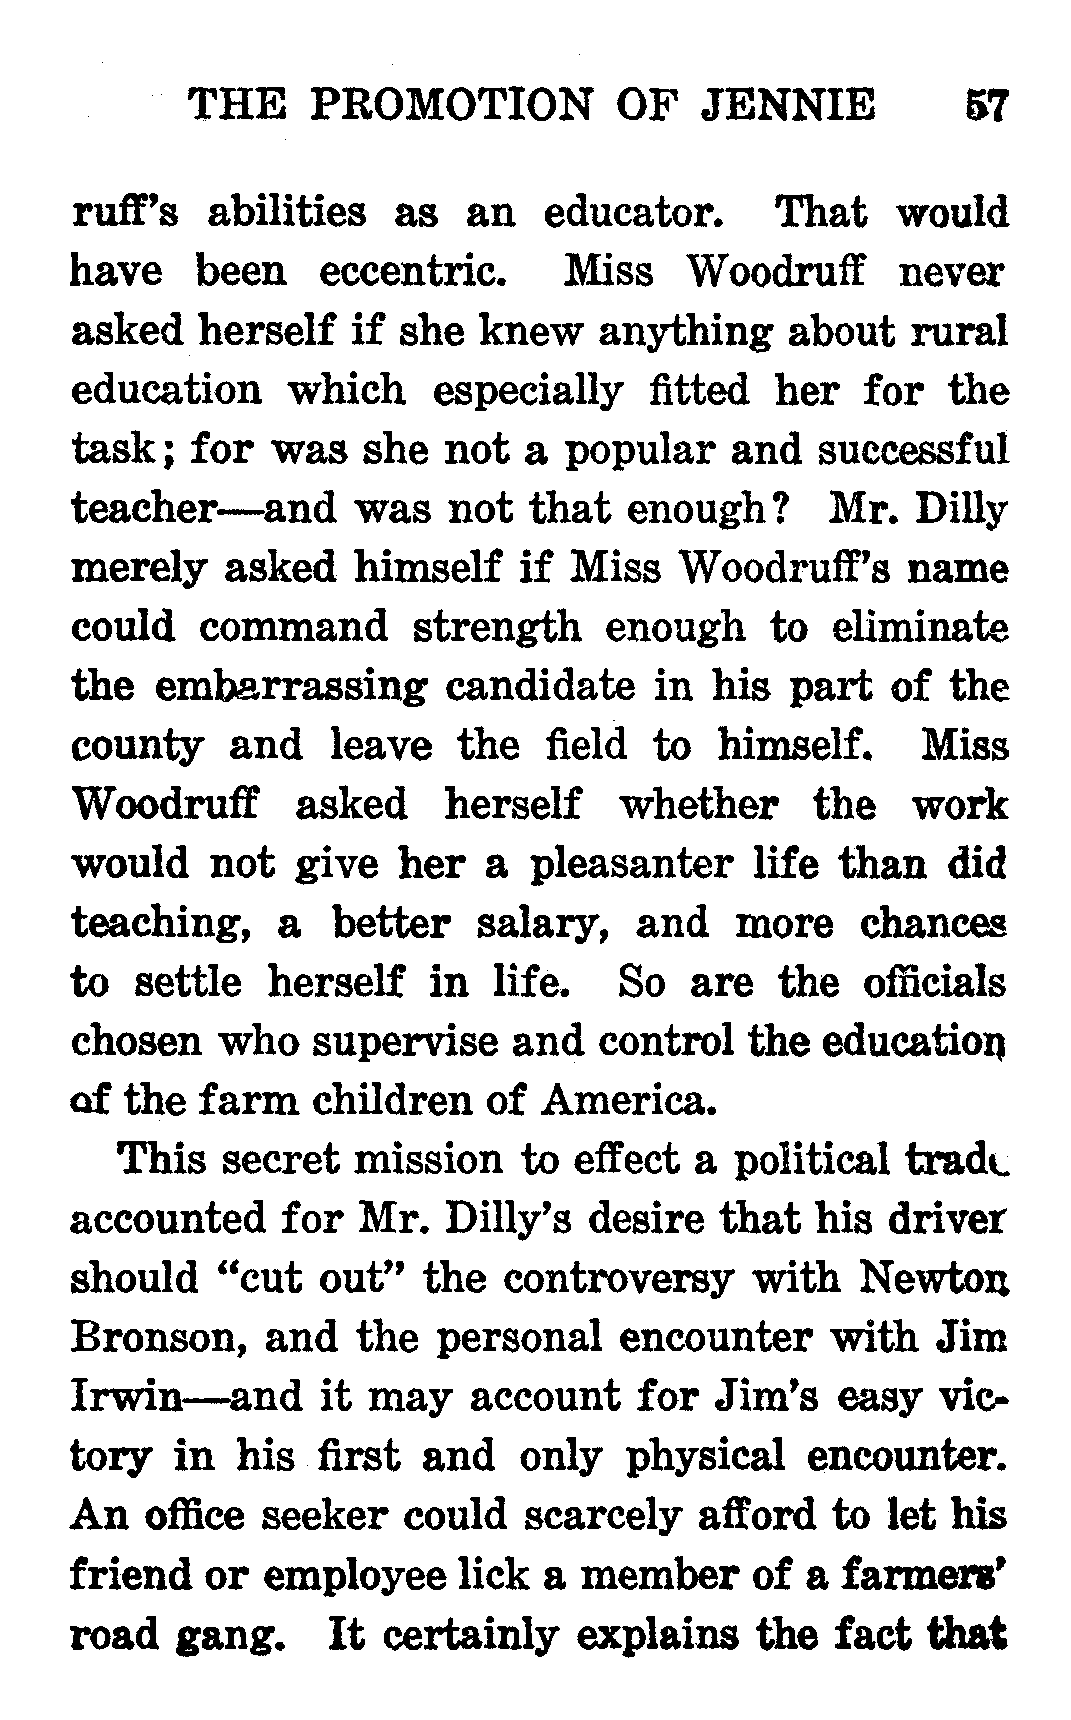 THE PROMOTION OF JENNIE 57
ruff's abilities as an educator. That would
have been eccentric. Miss Woodruff never
asked herself if she knew anything about rural
education which especially fitted her for the
task; for was she not a popular and successful
teacher—and was not that enough? Mr. Dilly
merely asked himself if Miss Woodruff's name
could command strength enough to eliminate
the embarrassing candidate in his part of the
county and leave the field to himself. Miss
Woodruff asked herself whether the work
would not give her a pleasanter life than did
teaching, a better salary, and more chances
to settle herself in life. So are the officials
chosen who supervise and control the education
of the farm children of America.
This secret mission to effect a political trade
accounted for Mr. Dilly's desire that his driver
should “cut out” the controversy with Newton
Bronson, and the personal encounter with Jim
Irwin—and it may account for Jim's easy vic-
tory in his first and only physical encounter.
An office seeker could scarcely afford to let his
friend or employee lick a member of a farmers'
road gang. It certainly explains the fact that